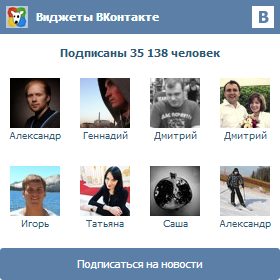 Виджеты ВКонтакте
B
Подписаны 35 138 человек
Александр Геннадий Дмитрий Дмитрий
Игорь Татьяна Саша Александр
Подписаться на новости